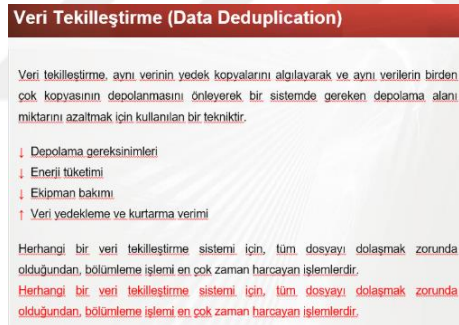 Veri Tekilleştirme (Data Deduplication)
Veri tekilleştirme, aynı verinin yedek kopyalarını algılayarak ve aynı verilerin birden
çok kopyasının depolanmasını önleyerek bir sistemde gereken depolama alanı
miktarını azaltmak için kullanılan bir tekniktir.
↓ Depolama gereksinimleri
↓ Enerji tüketimi
↓ Ekipman bakımı
↑ Veri yedekleme ve kurtarma verimi
Herhangi bir veri tekilleştirme sistemi için, tüm dosyayı dolaşmak zorunda
olduğundan, bölümleme işlemi en çok zaman harcayan işlemlerdir.
Herhangi bir veri tekilleştirme sistemi için, tüm dosyayı dolaşmak zorunda
olduğundan, bölümleme işlemi en çok zaman harcayan işlemlerdir.